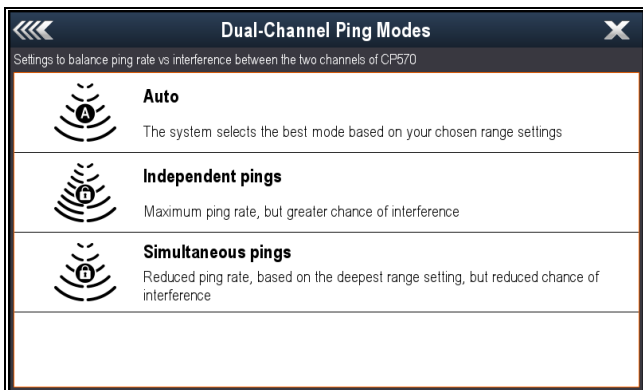 Dual-Channel Ping Modes
Settings to balance ping rate vs interference between the two channels of CP570
A
Auto
The system selects the best mode based on your chosen range settings
Independent pings
Maximum ping rate, but greater chance of interference
Simultaneous pings
Reduced ping rate, based on the deepest range setting, but reduced chance of
interference